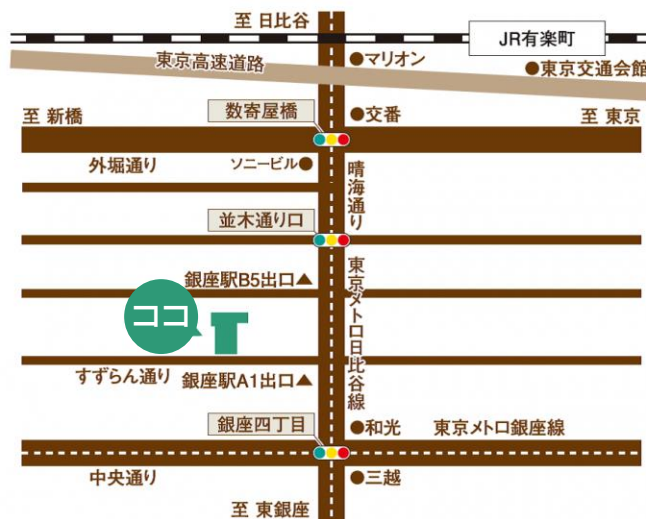 至 日比谷
JR有楽町
東京高速道路
●マリオン
●東京交通会館
至 新橋
数寄屋橋
●交番
至 東京
外堀通り
ソニービル●
晴海通り
並木通り口
銀座駅B5出口▲
東京メトロ日比谷線
ココ
すずらん通り
銀座駅A1出口▲
銀座四丁目
●和光
東京メトロ銀座線
中央通り
●三越
至 東銀座